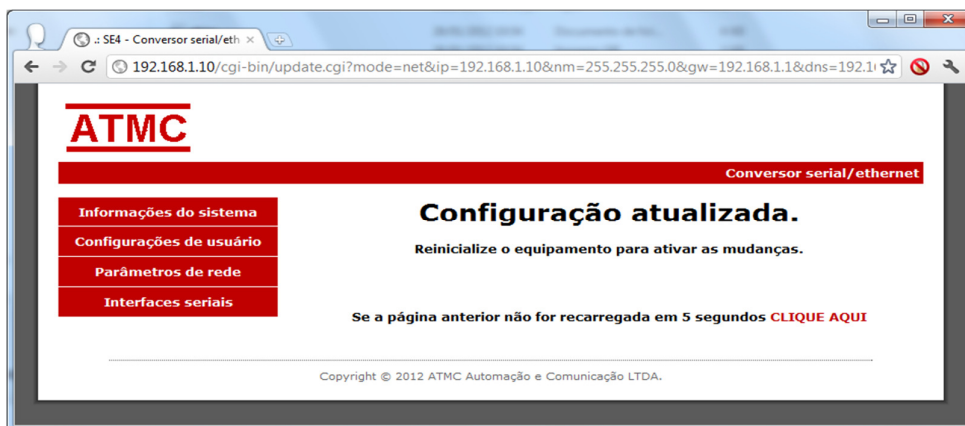 .: SE4 - Conversor serial/eth
192.168.1.10/cgi-bin/update.cgi?mode=net&ip=192.168.1.10&nm=255.255.255.0&gw=192.168.1.1&dns=192.1
ATMC
Conversor serial/ethernet
Informações do sistema
Configurações de usuário
Parâmetros de rede
Interfaces seriais
Configuração atualizada.
Reinicialize o equipamento para ativar as mudanças.
Se a página anterior não for recarregada em 5 segundos CLIQUE AQUI
Copyright © 2012 ATMC Automação e Comunicação LTDA.